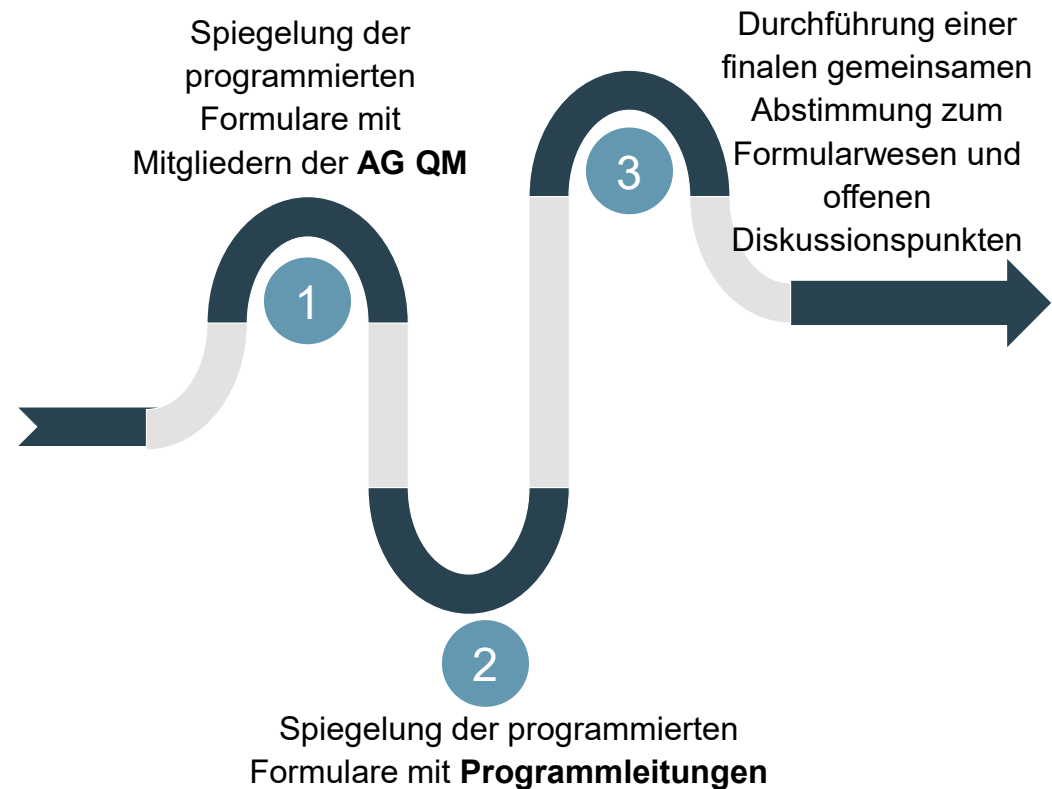 Spiegelung der
programmierten
Formulare mit
Mitgliedern der AG QM
1
2
Spiegelung der programmierten
Formulare mit Programmleitungen
3
Durchführung einer
finalen gemeinsamen
Abstimmung zum
Formularwesen und
offenen
Diskussionspunkten